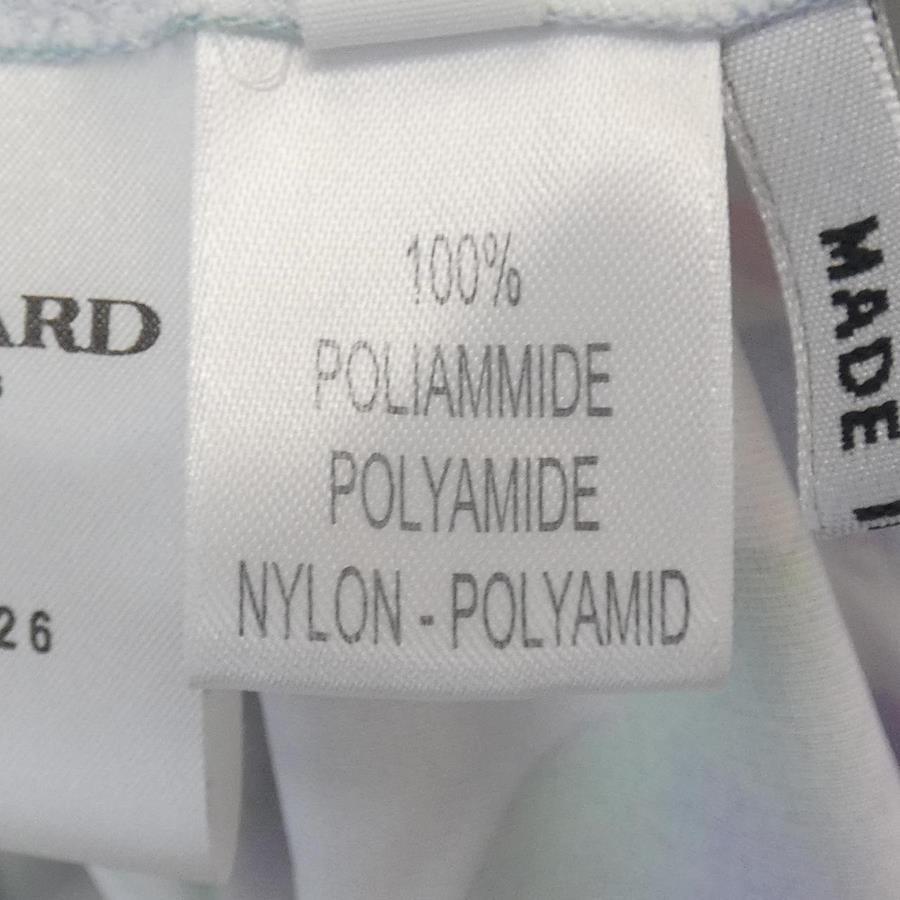 100%
POLIAMMIDE
POLYAMIDE
NYLON - POLYAMID
ARD
26
MADE